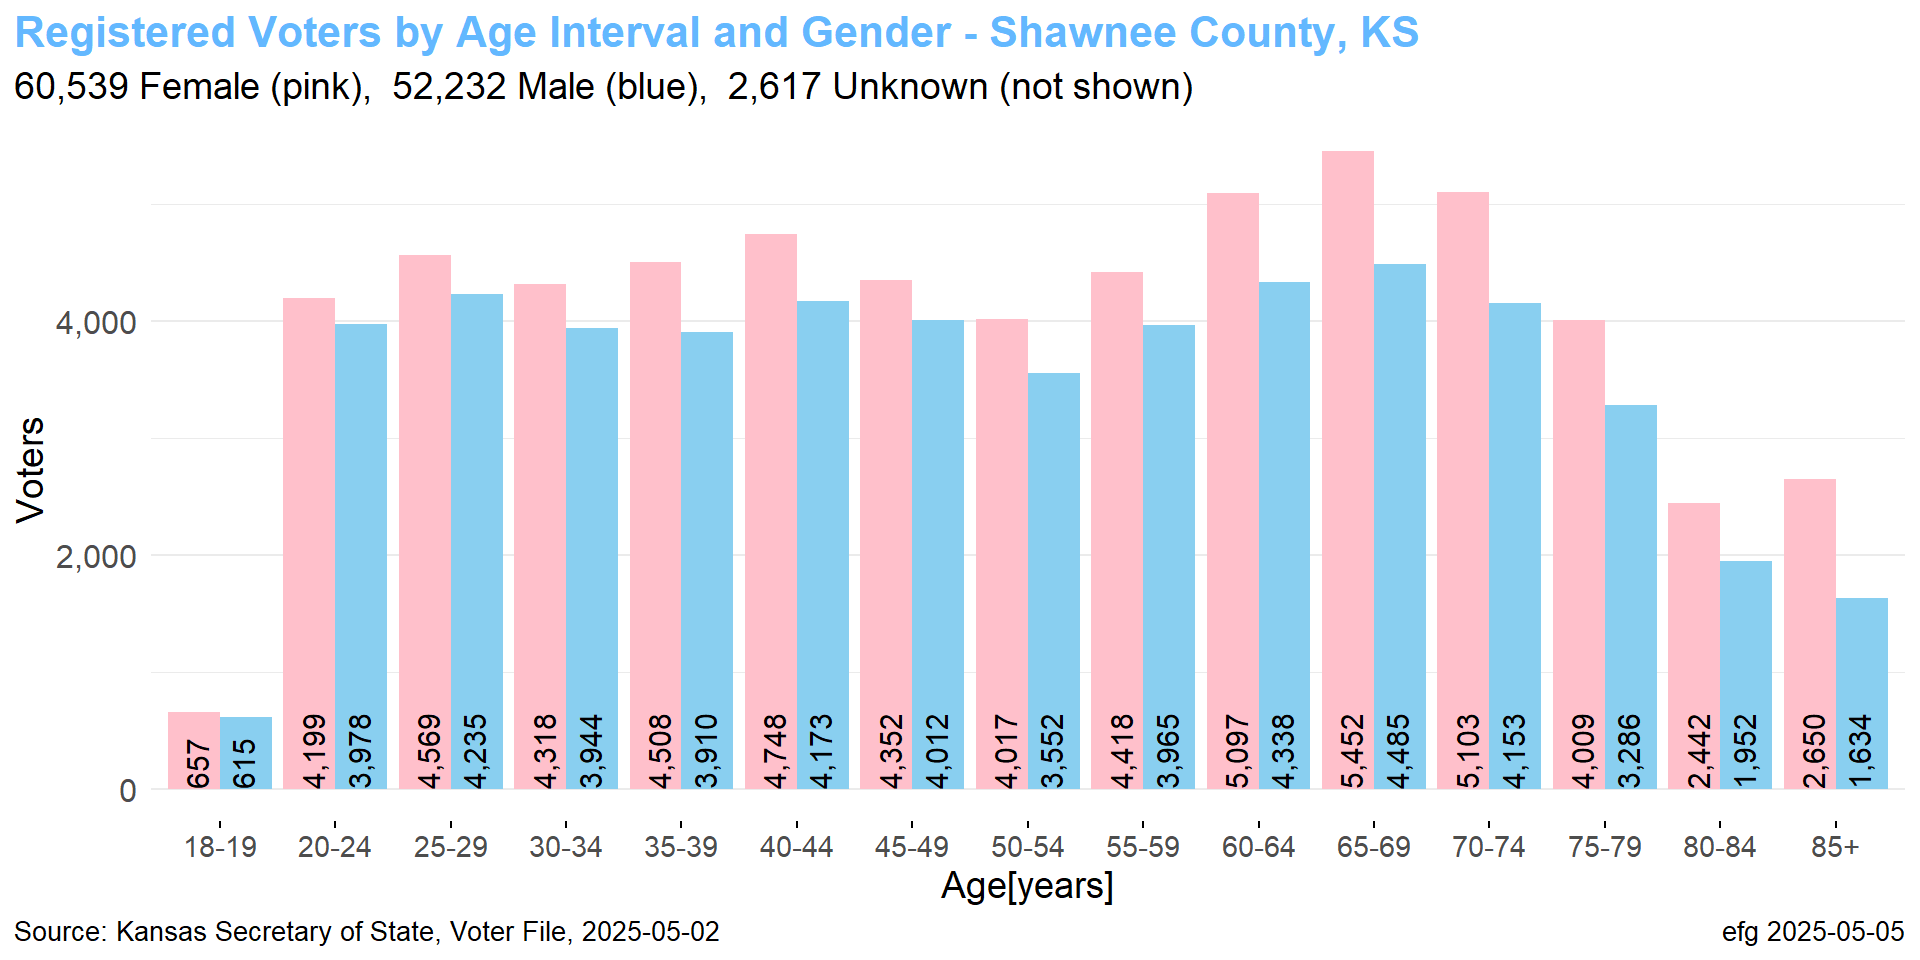 Registered Voters by Age Interval and Gender - Shawnee County, KS
60,539 Female (pink),  52,232 Male (blue),  2,617 Unknown (not shown)
Voters
4,000
2,000
0
657 615 4,199 3,978 4,569 4,235 4,318 3,944 4,508 3,910 4,748 4,173 4,352 4,012 4,017 3,552 4,418 3,965 5,097 4,338 5,452 4,485 5,103 4,153 4,009 3,286 2,442 1,952 2,650 1,634
18-19 20-24 25-29 30-34 35-39 40-44 45-49 50-54 55-59 60-64 65-69 70-74 75-79 80-84 85+
Age[years]
Source: Kansas Secretary of State, Voter File, 2025-05-02
efg 2025-05-05